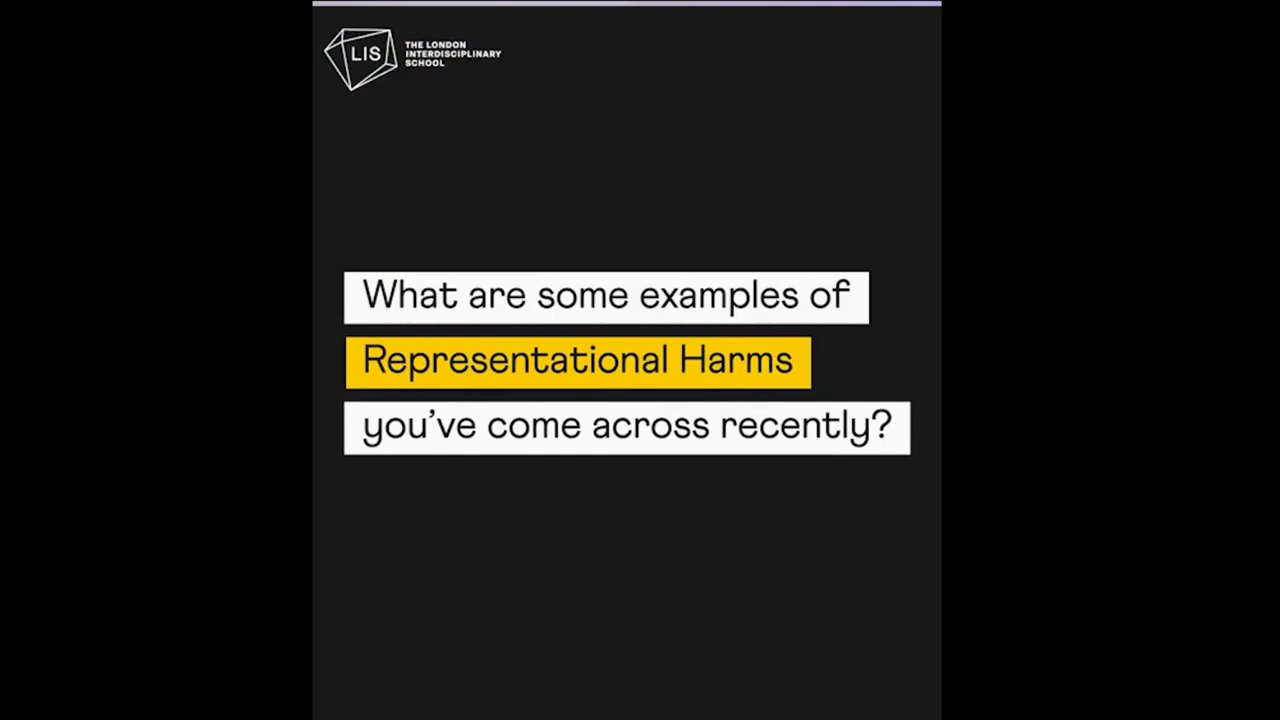 LIS
THE LONDON
INTERDISCIPLINARY
SCHOOL
What are some examples of
Representational Harms
you’ve come across recently?